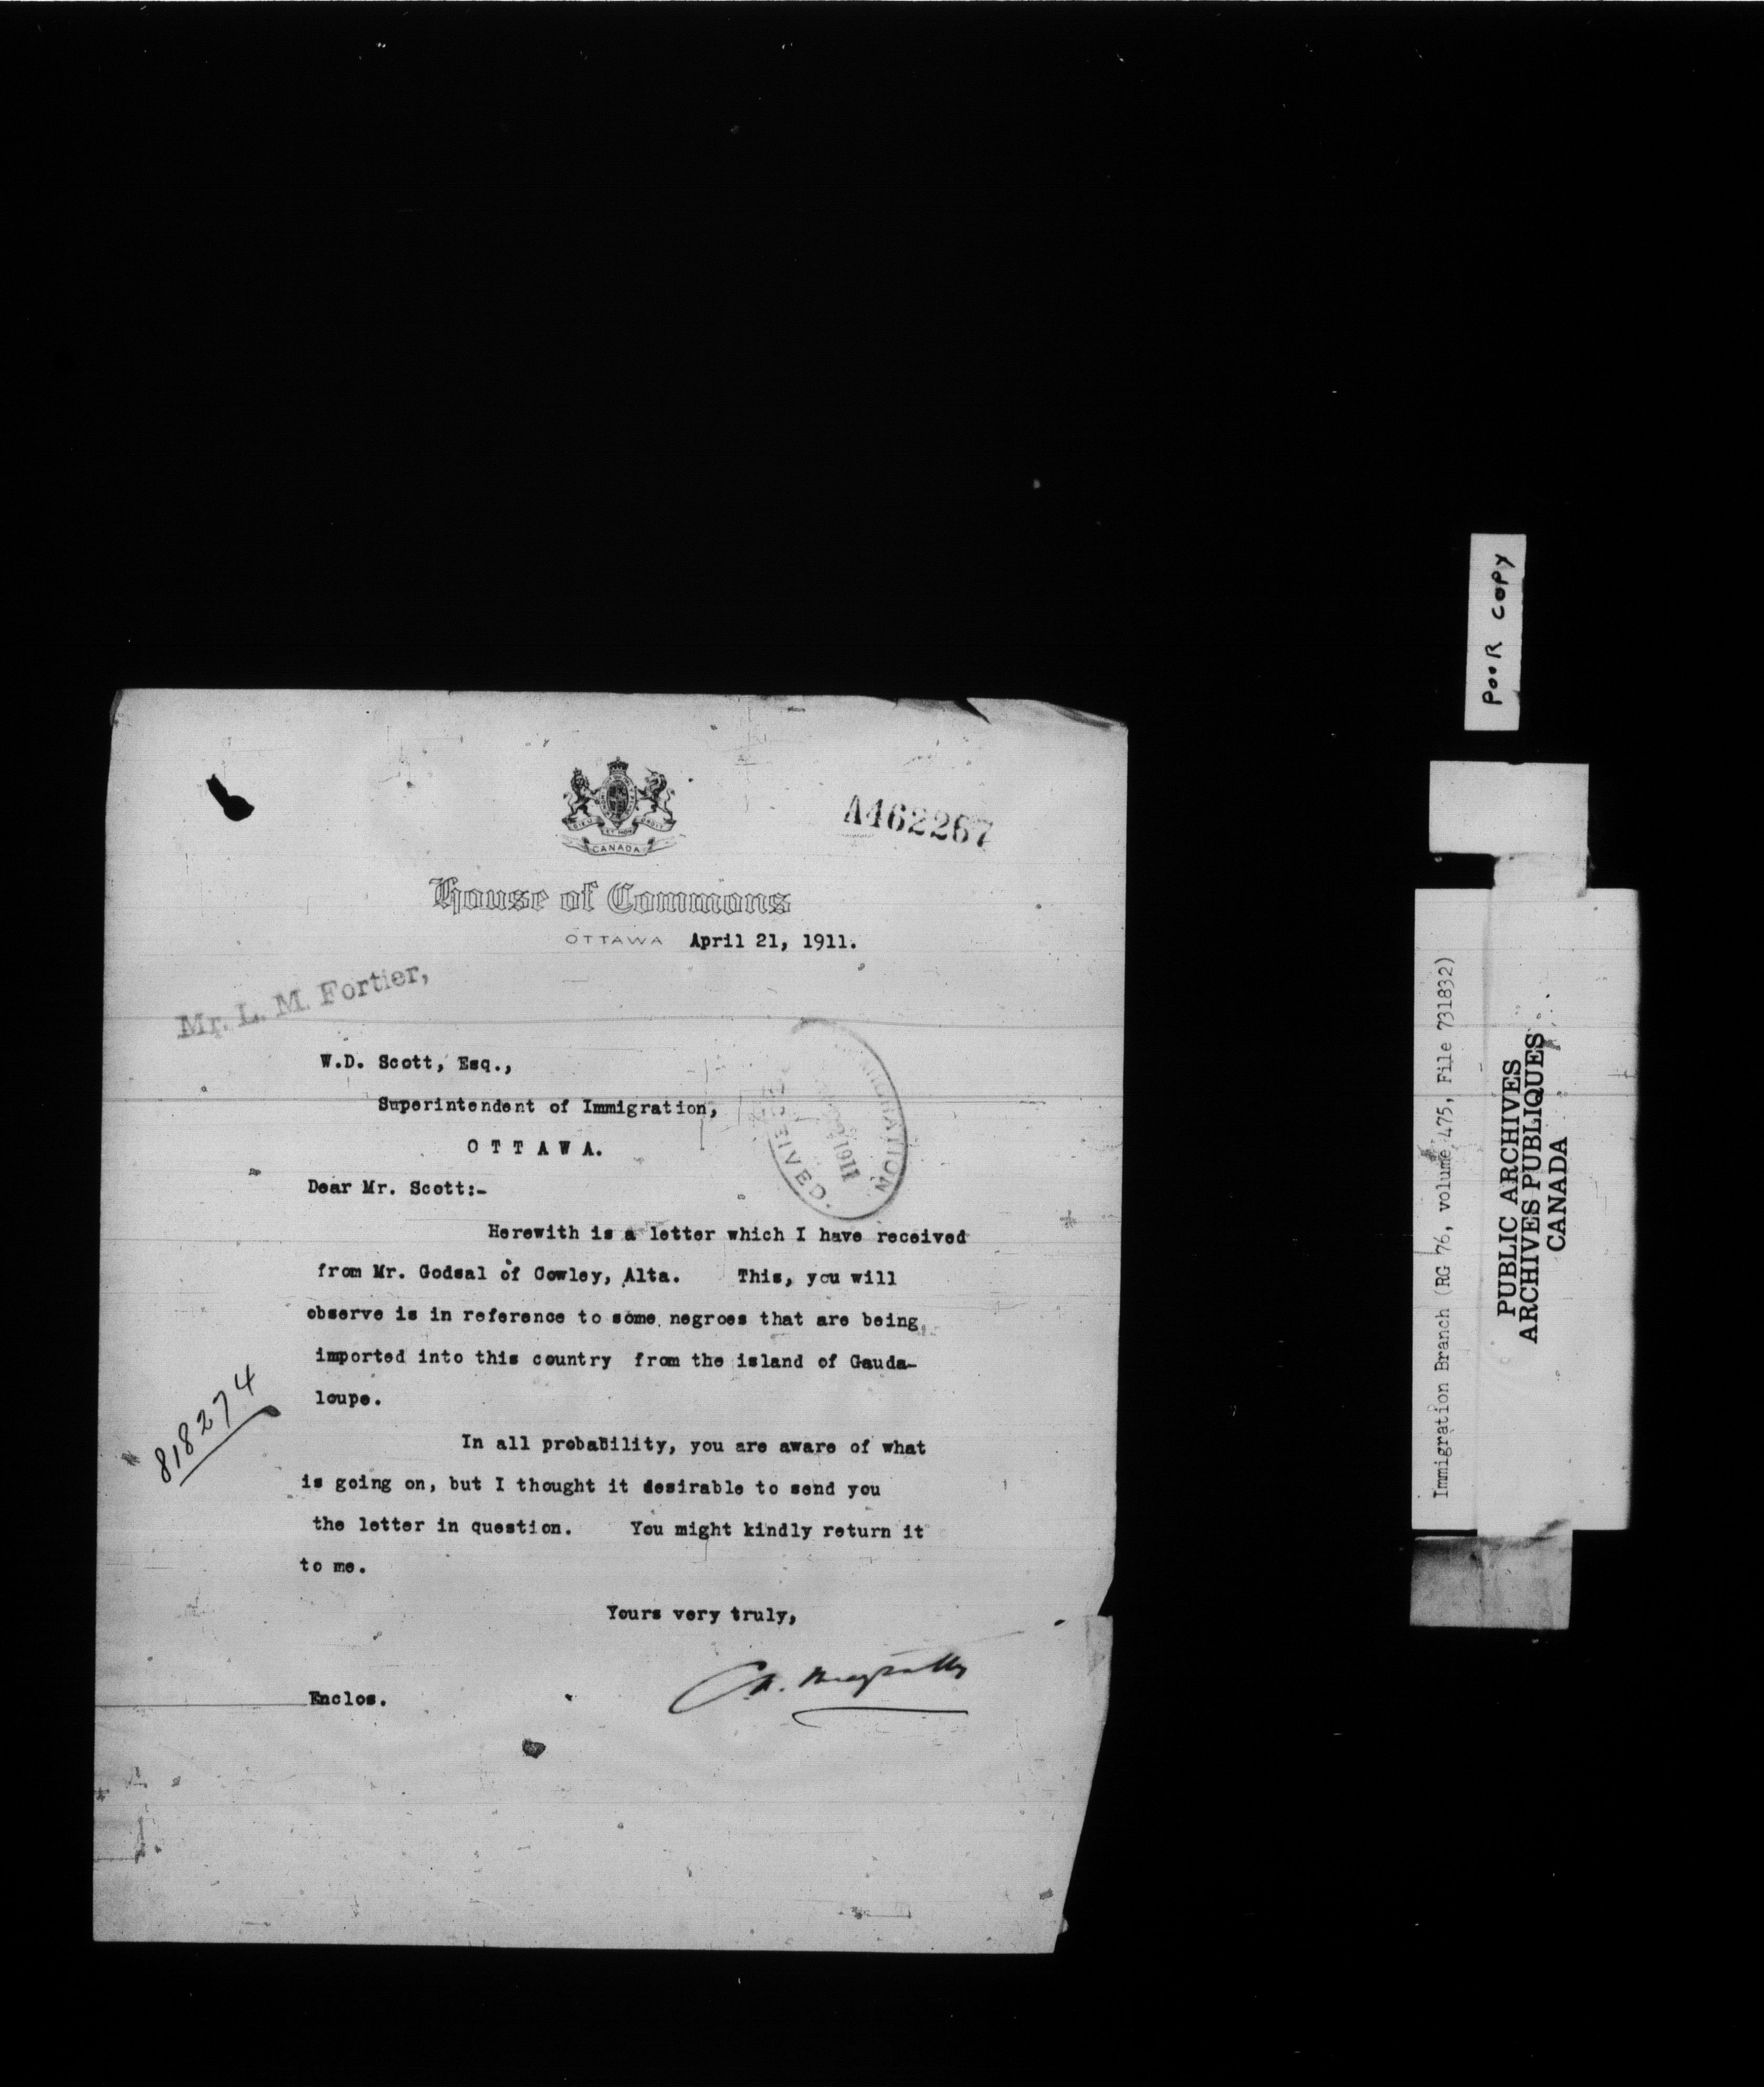 CANADA
A462267
House of Commons
OTTAWA April 21, 1911.
Mr. L. M. Fortier,
W.D. Scott, Esq.,
Superintendent of Immigration,
O T T A W A.
RECEIVED.
1911
Dear Mr. Scott:-
Herewith is a letter which I have received
from Mr. Godsal of Cowley, Alta. This, you will
observe is in reference to some negroes that are being
imported into this country from the island of Gauda-
loupe.
818274
In all probability, you are aware of what
is going on, but I thought it desirable to send you
the letter in question. You might kindly return it
to me.
Yours very truly,
Enclos.
POOR COPY
Immigration Branch (RG 76, volume 475, File 731832)
PUBLIC ARCHIVES
ARCHIVES PUBLIQUES
CANADA